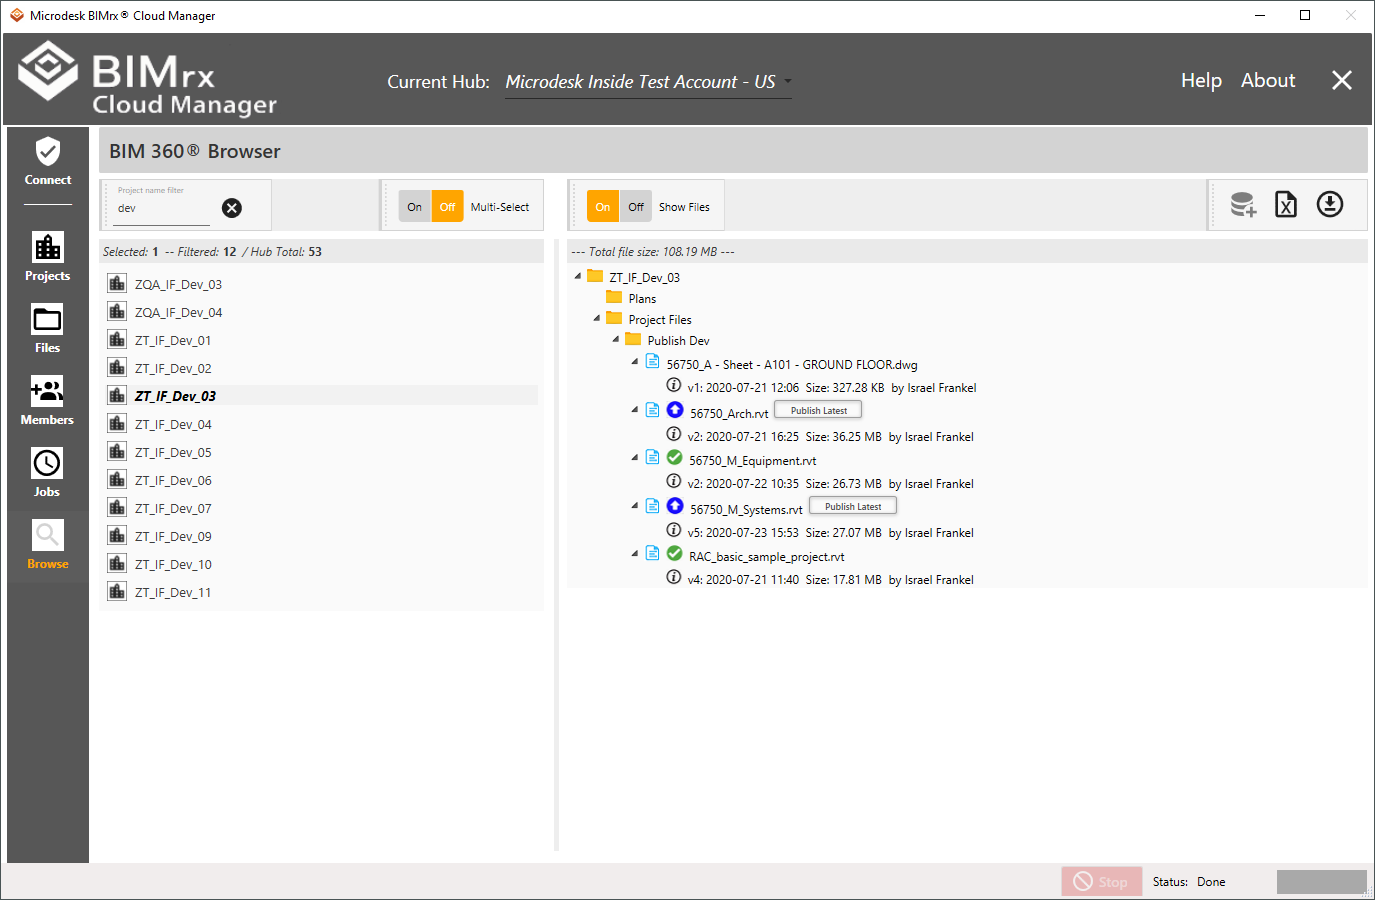 Microdesk BIMrx® Cloud Manager
BIMrx
Cloud Manager
Current Hub: Microdesk Inside Test Account - US
Help About
Connect
Projects
Files
Members
Jobs
Browse
BIM 360® Browser
Project name filter
dev
On Off Multi-Select
On Off Show Files
Selected: 1 -- Filtered: 12 / Hub Total: 53
ZQA_IF_Dev_03
ZQA_IF_Dev_04
ZT_IF_Dev_01
ZT_IF_Dev_02
ZT_IF_Dev_03
ZT_IF_Dev_04
ZT_IF_Dev_05
ZT_IF_Dev_06
ZT_IF_Dev_07
ZT_IF_Dev_09
ZT_IF_Dev_10
ZT_IF_Dev_11
--- Total file size: 108.19 MB ---
ZT_IF_Dev_03
Plans
Project Files
Publish Dev
56750_A - Sheet - A101 - GROUND FLOOR.dwg
v1: 2020-07-21 12:06 Size: 327.28 KB by Israel Frankel
56750_Arch.rvt Publish Latest
v2: 2020-07-21 16:25 Size: 36.25 MB by Israel Frankel
56750_M_Equipment.rvt
v2: 2020-07-22 10:35 Size: 26.73 MB by Israel Frankel
56750_M_Systems.rvt Publish Latest
v5: 2020-07-23 15:53 Size: 27.07 MB by Israel Frankel
RAC_basic_sample_project.rvt
v4: 2020-07-21 11:40 Size: 17.81 MB by Israel Frankel
Stop Status: Done